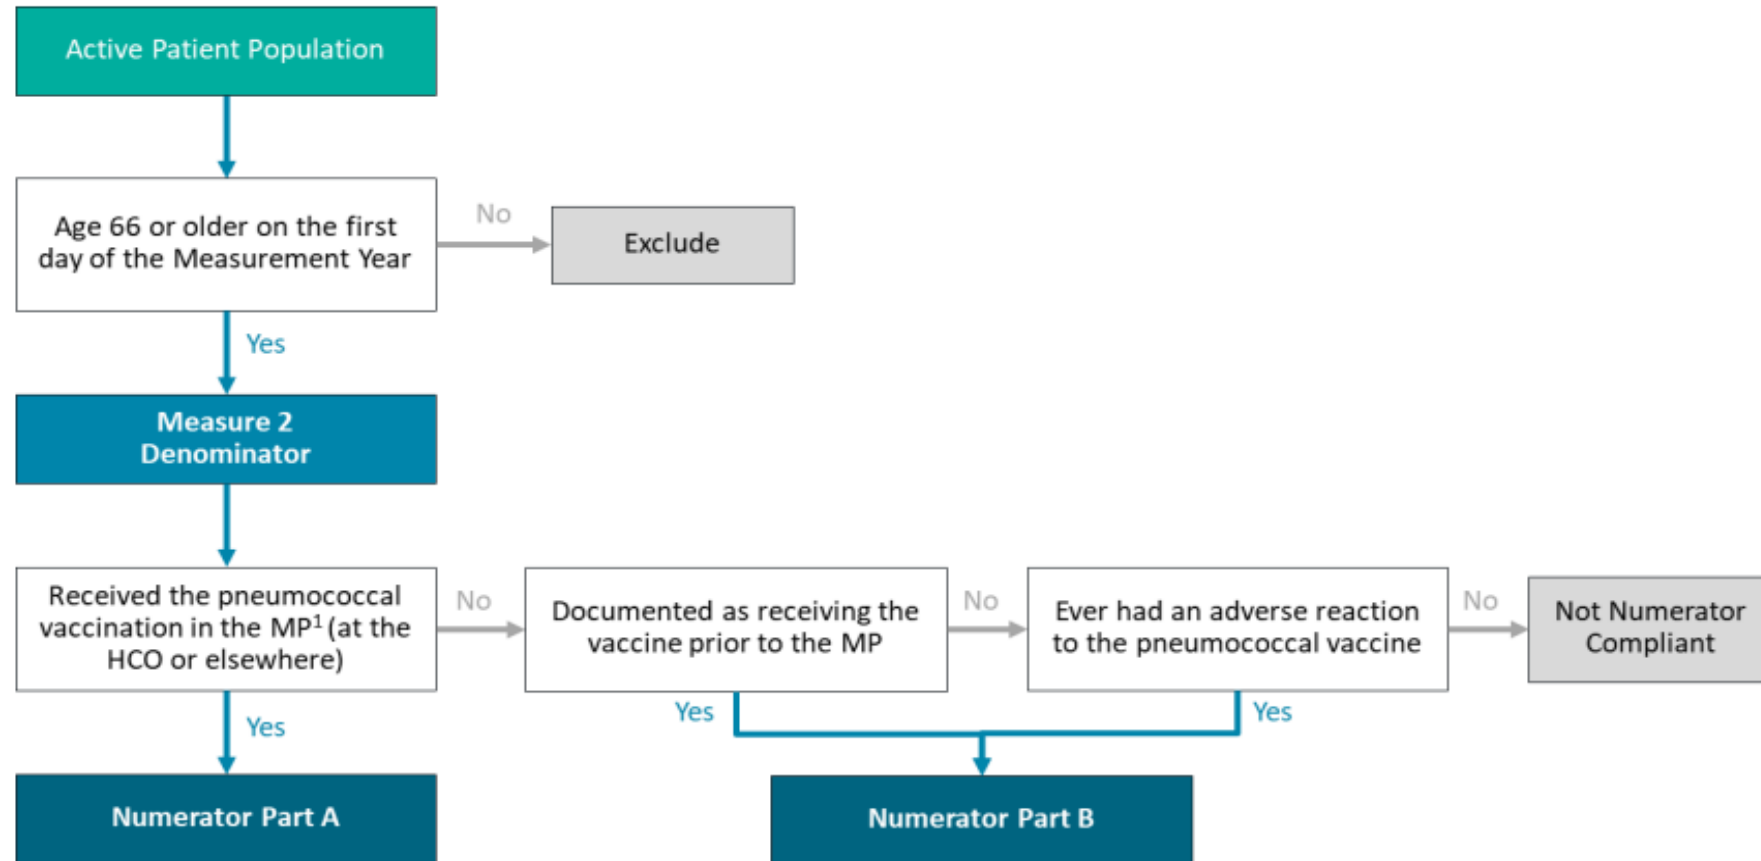 Active Patient Population
Age 66 or older on the first
day of the Measurement Year
No
Exclude
Yes
Measure 2
Denominator
Received the pneumococcal
vaccination in the MP¹ (at the
HCO or elsewhere)
No
Documented as receiving the
vaccine prior to the MP
No
Ever had an adverse reaction
to the pneumococcal vaccine
No
Not Numerator
Compliant
Yes
Yes
Yes
Numerator Part A
Numerator Part B